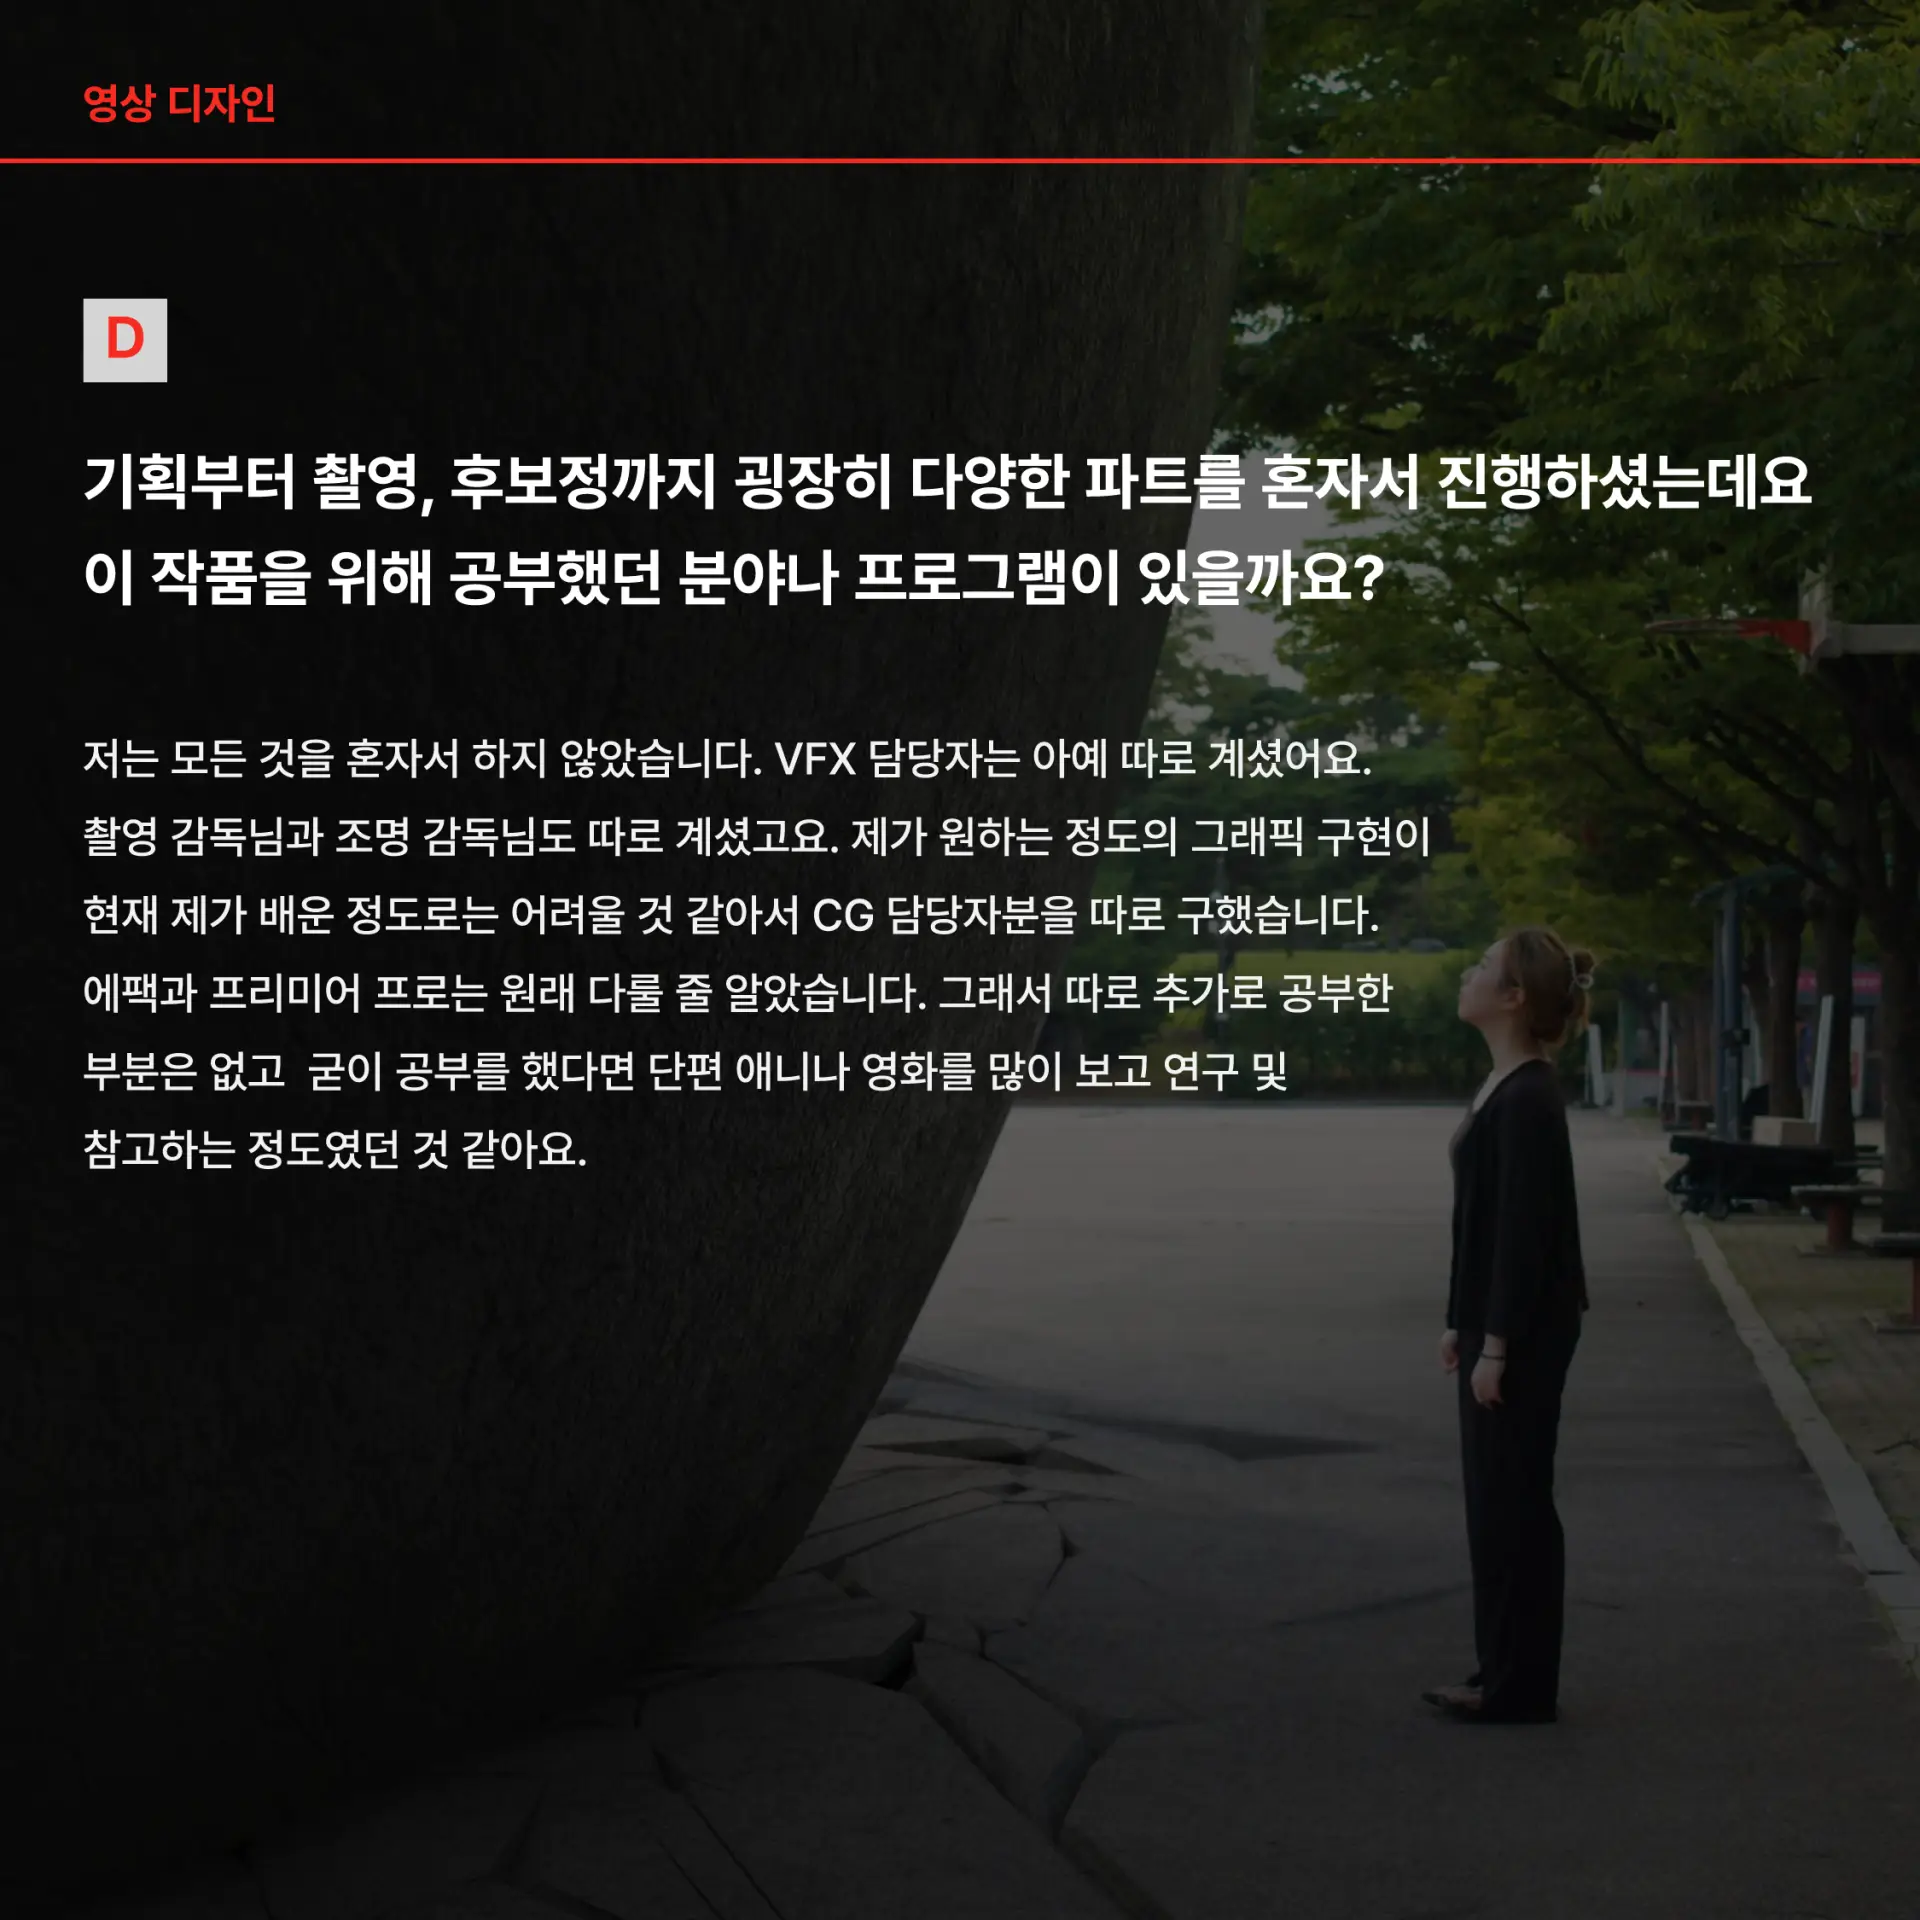 영상 디자인
D
기획부터 촬영, 후보정까지 굉장히 다양한 파트를 혼자서 진행하셨는데요
이 작품을 위해 공부했던 분야나 프로그램이 있을까요?
저는 모든 것을 혼자서 하지 않았습니다. VFX 담당자는 아예 따로 계셨어요.
촬영 감독님과 조명 감독님도 따로 계셨고요. 제가 원하는 정도의 그래픽 구현이
현재 제가 배운 정도로는 어려울 것 같아서 CG 담당자분을 따로 구했습니다.
에팩과 프리미어 프로는 원래 다룰 줄 알았습니다. 그래서 따로 추가로 공부한
부분은 없고  굳이 공부를 했다면 단편 애니나 영화를 많이 보고 연구 및
참고하는 정도였던 것 같아요.